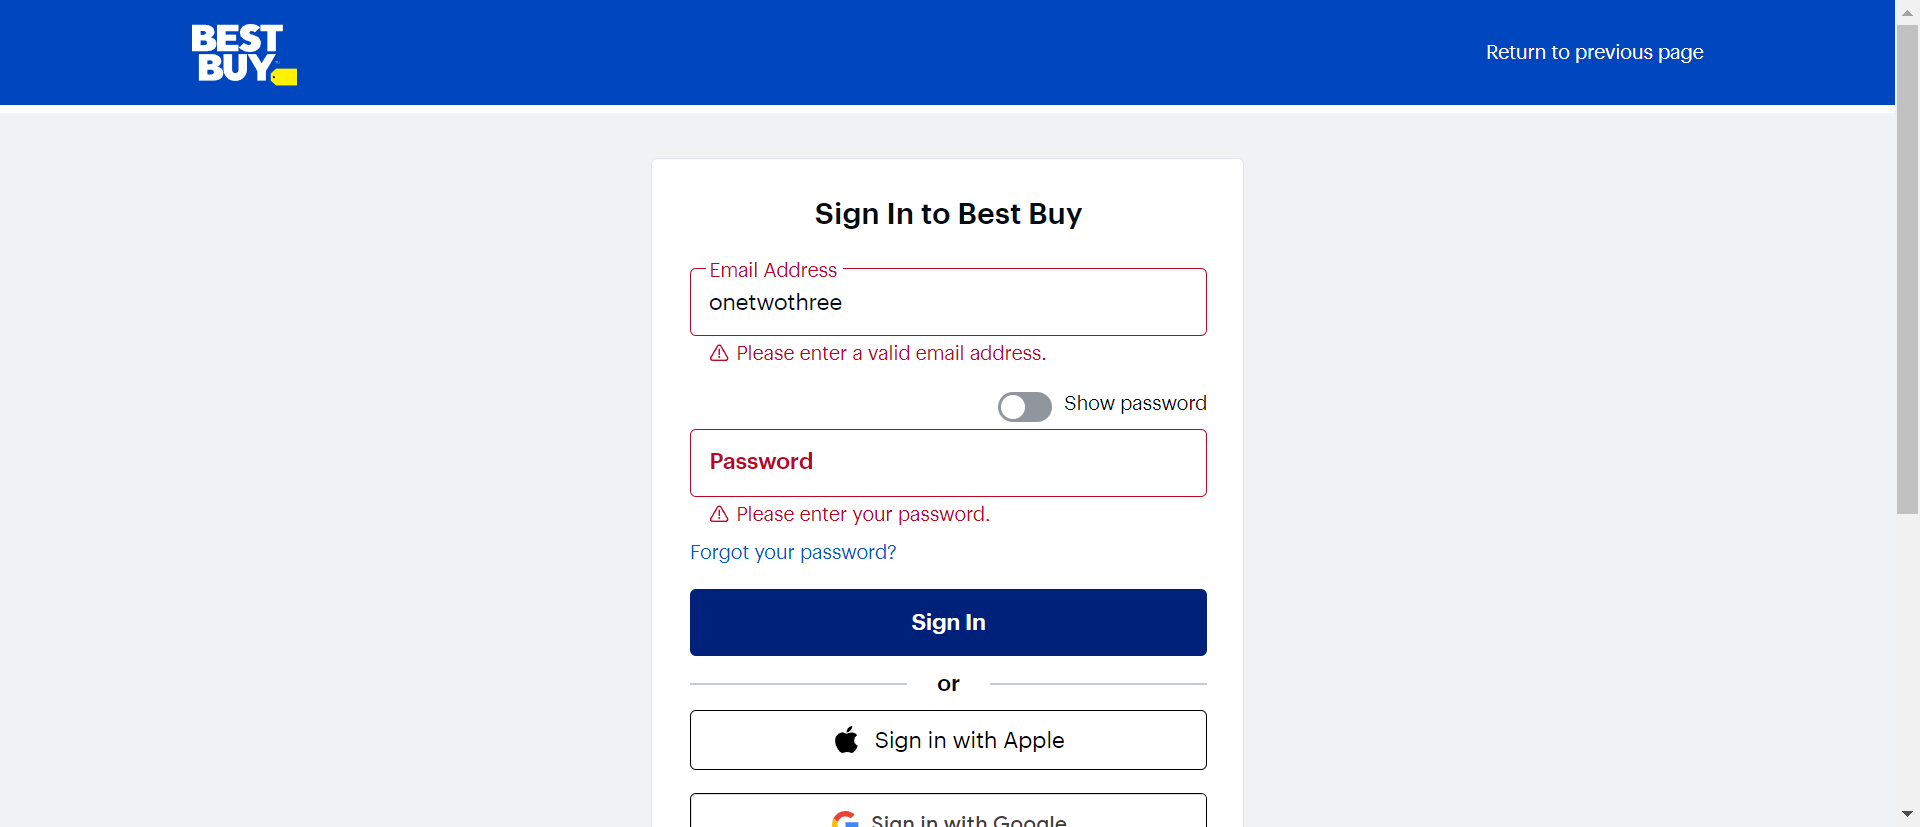 BEST
BUY
Return to previous page
Sign In to Best Buy
Email Address
onetwothree
Please enter a valid email address.
Show password
Password
Please enter your password.
Forgot your password?
Sign In
or
Sign in with Apple
Sign in with Google